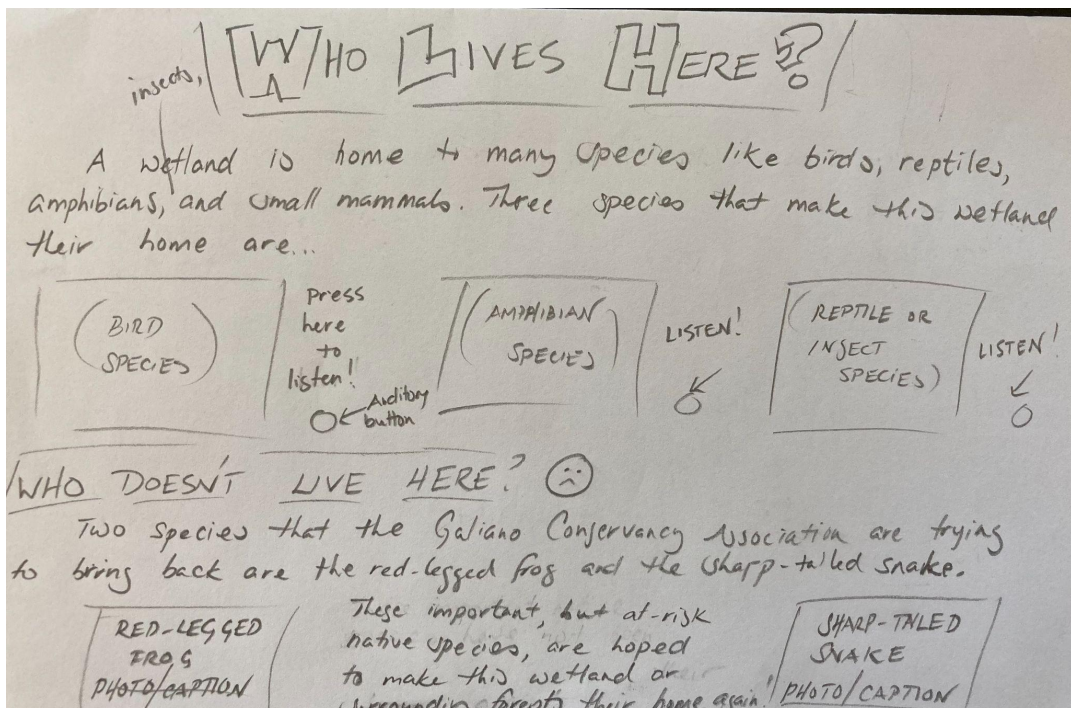 WHO LIVES HERE?
insects,
A wetland is home to many species like birds, reptiles,
amphibians, and small mammals. Three species that make this wetland
their home are...
(BIRD
SPECIES)
Press
here
to
listen!
Auditory
button
(AMPHIBIAN
SPECIES)
LISTEN!
(REPTILE OR
INSECT
SPECIES)
LISTEN!
WHO DOESN'T LIVE HERE?
Two species that the Galiano Conservancy Association are trying
to bring back are the red-legged frog and the sharp-tailed snake.
RED-LEGGED
FROG
PHOTO/CAPTION
These important, but at-risk
native species, are hoped
to make this wetland or
surrounding forests their home again!
SHARP-TAILED
SNAKE
PHOTO/CAPTION